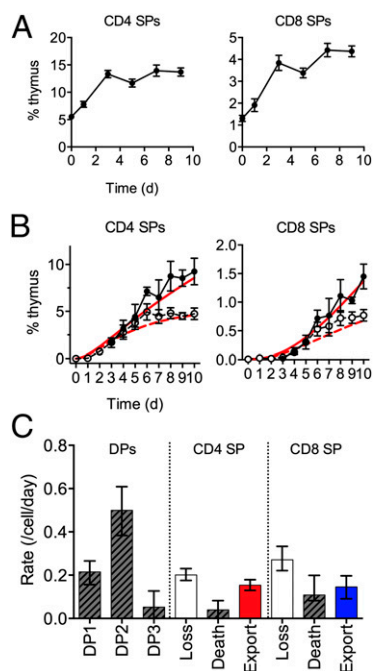 A
CD4 SPs
CD8 SPs
% thymus
20
15
10
5
0
0 2 4 6 8 10
5
4
3
2
1
0
0 2 4 6 8 10
Time (d)
B
CD4 SPs
CD8 SPs
% thymus
10
5
0
0 1 2 3 4 5 6 7 8 9 10
2.0
1.5
1.0
0.5
0.0
0 1 2 3 4 5 6 7 8 9 10
Time (d)
C
DPs
CD4 SP
CD8 SP
Rate (/cell/day)
0.8
0.6
0.4
0.2
0.0
DP1
DP2
DP3
Loss
Death
Export
Loss
Death
Export